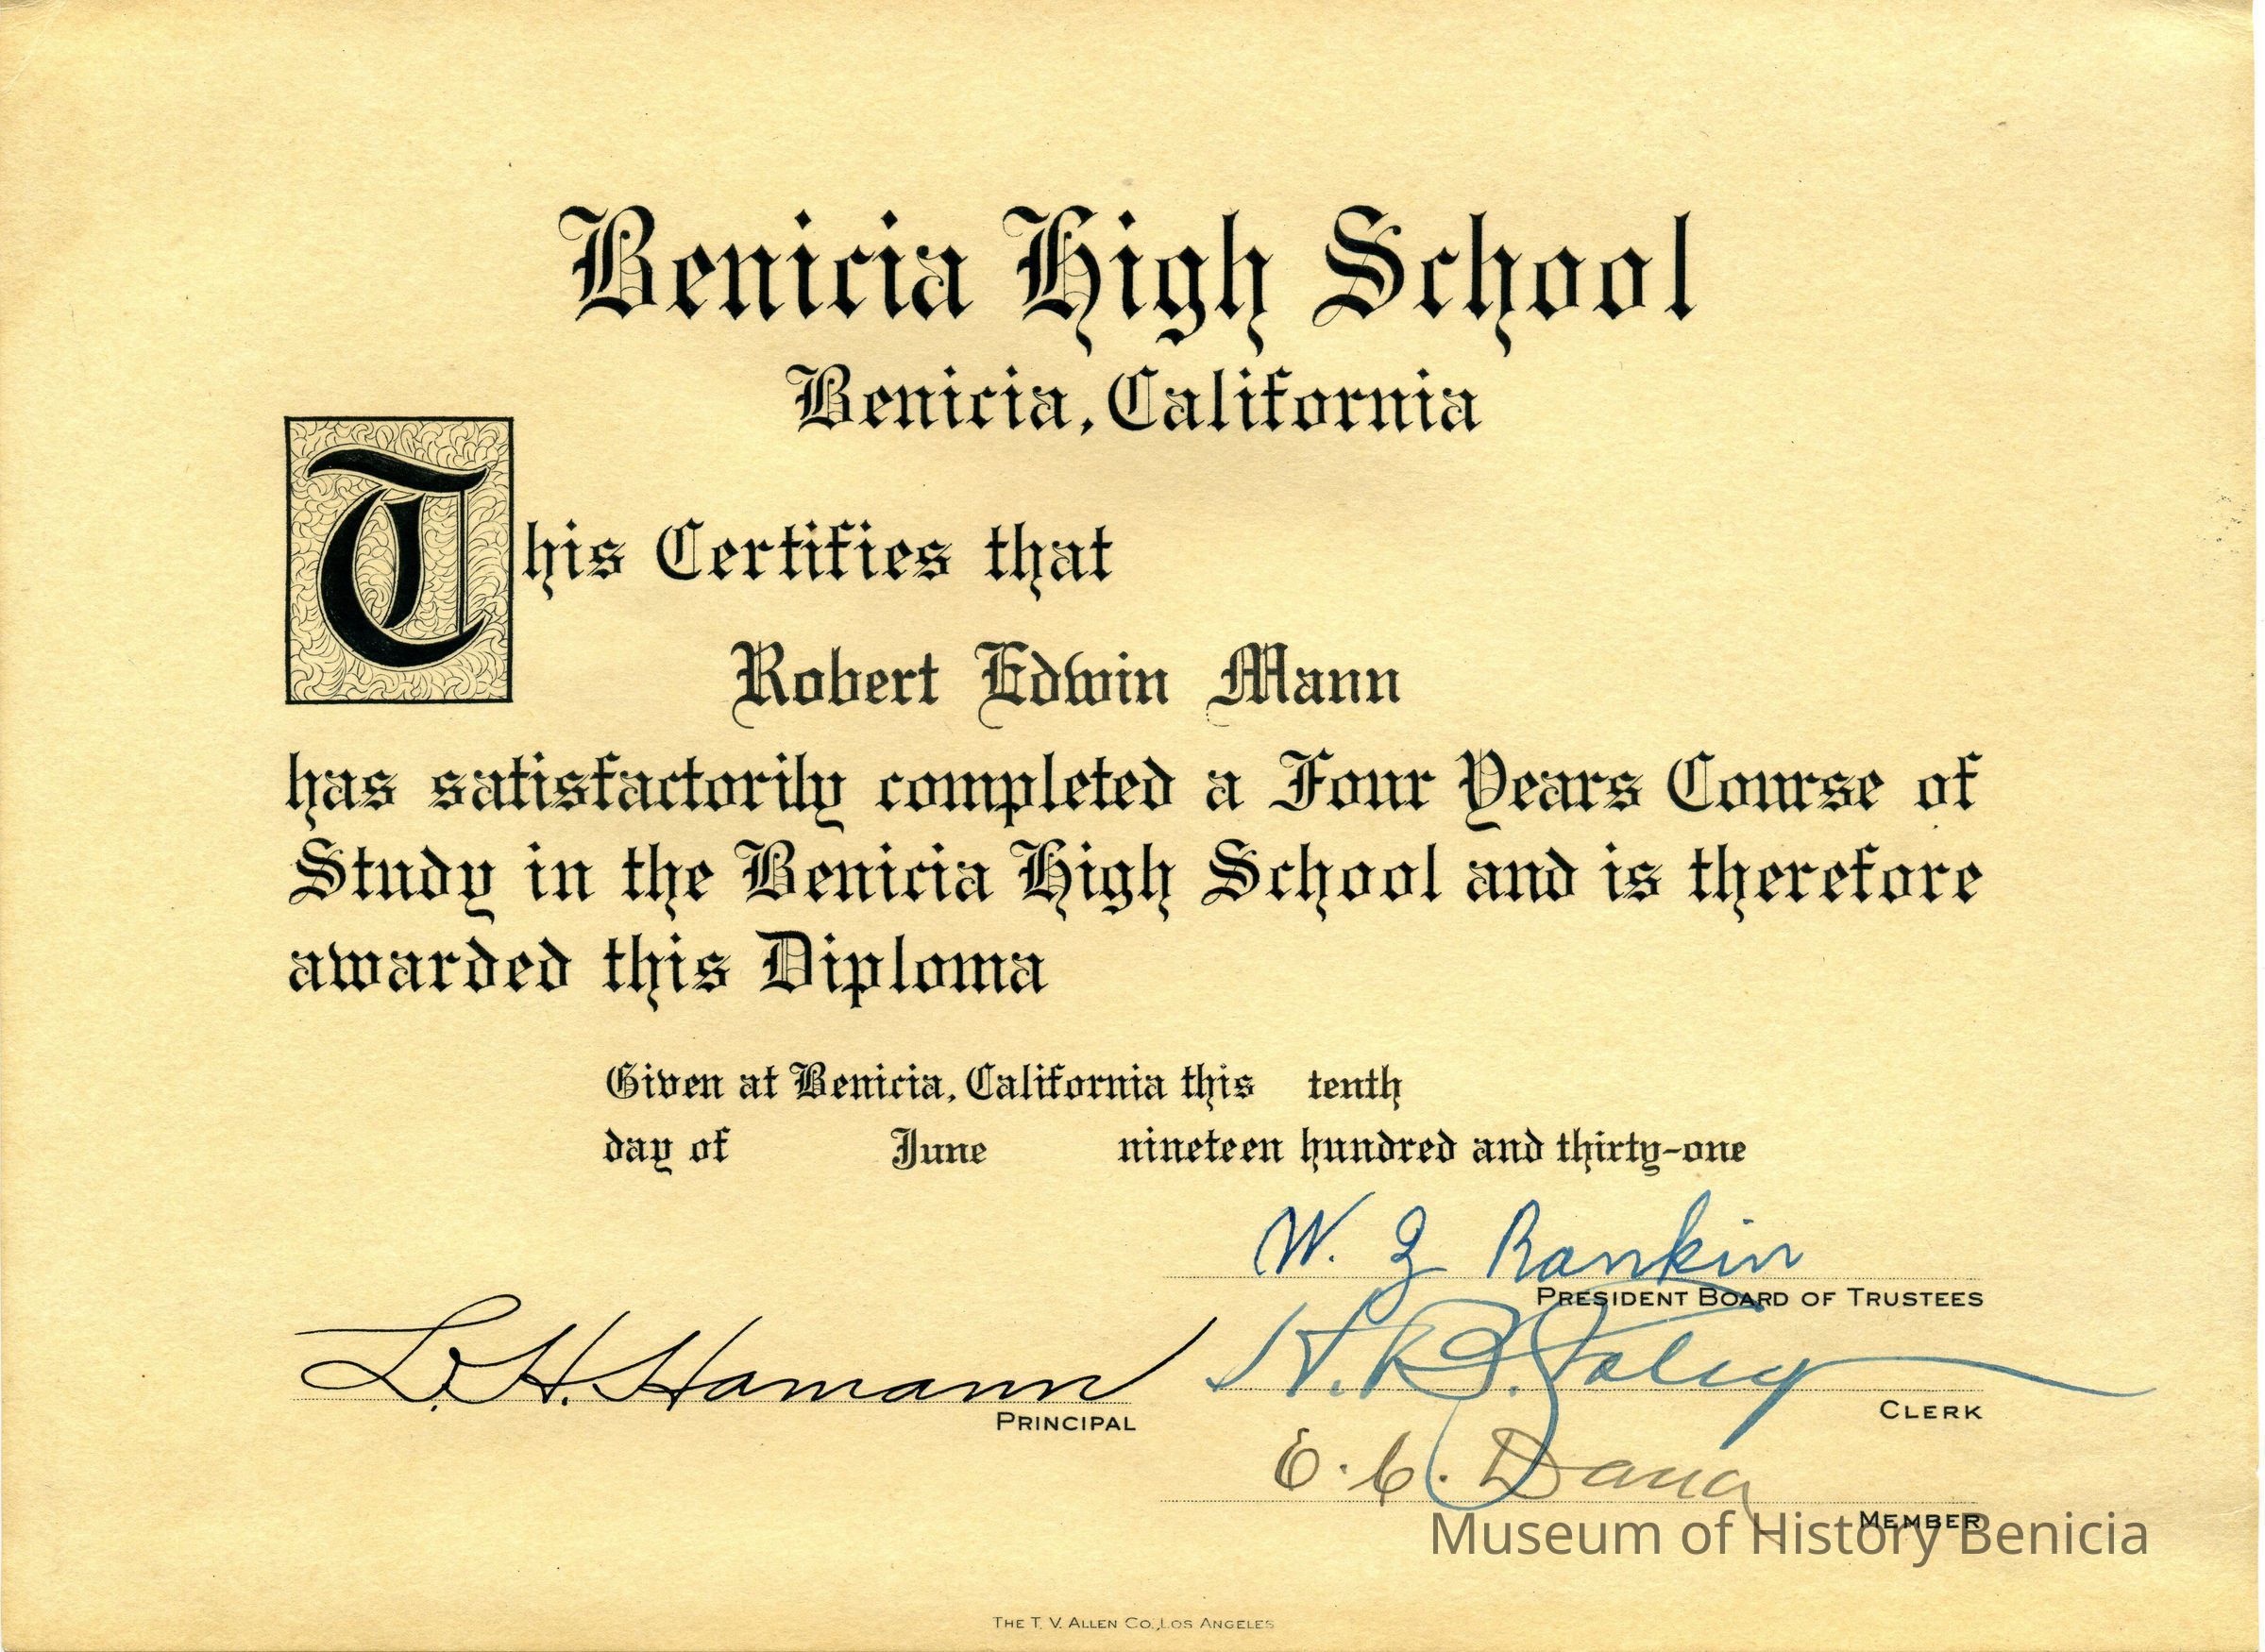 Benicia High School
Benicia, California
This Certifies that
Robert Edwin Mann
has satisfactorily completed a Four Years Course of
Study in the Benicia High School and is therefore
awarded this Diploma
Given at Benicia, California this tenth
day of June nineteen hundred and thirty-one
W. Z Rankin
PRESIDENT BOARD OF TRUSTEES
L. H. Hamann
PRINCIPAL
CLERK
E. C. Dana
MEMBER
Museum of History Benicia
THE T. V. ALLEN CO., LOS ANGELES